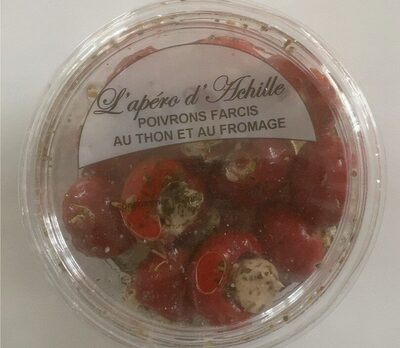 L'apéro d'Achille
POIVRONS FARCIS
AU THON ET AU FROMAGE